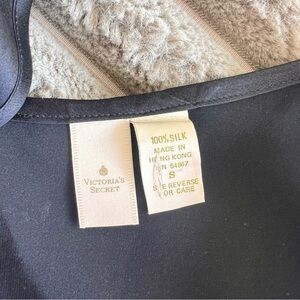 VICTORIA'S
SECRET
100% SILK
MADE IN
HONG KONG
RN 54867
S
SEE REVERSE
FOR CARE